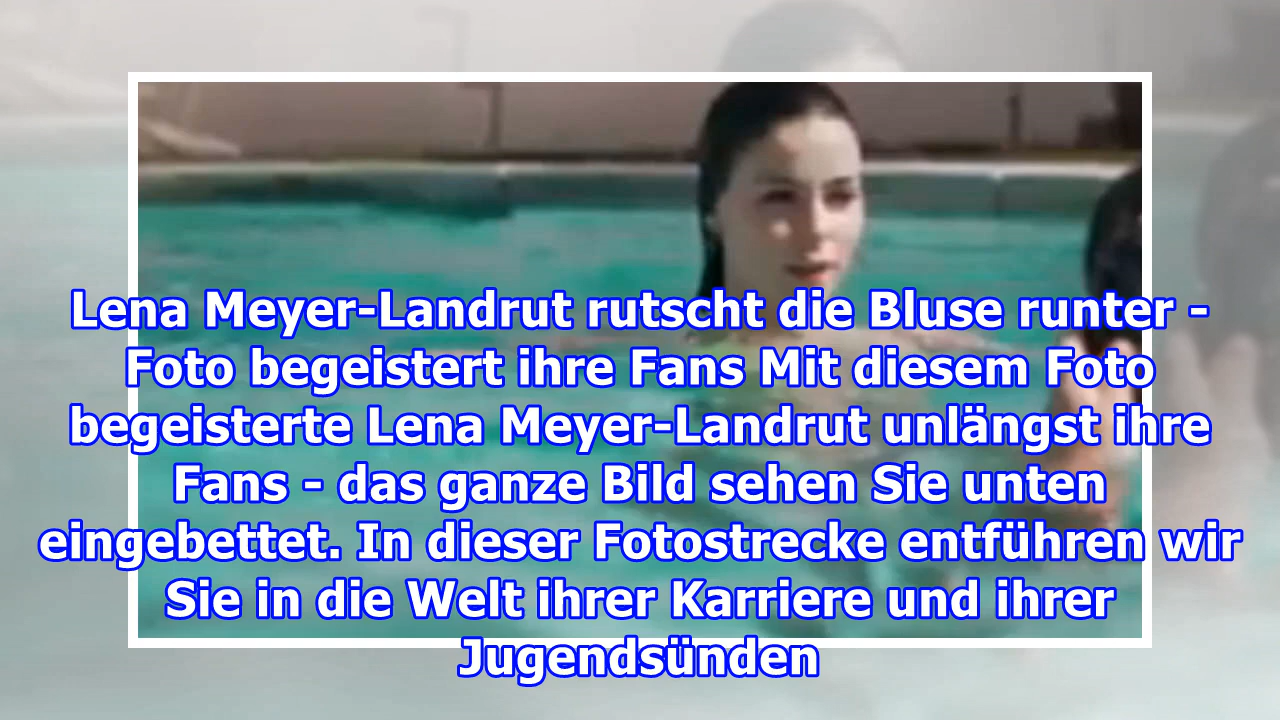 Lena Meyer-Landrut rutscht die Bluse runter -
Foto begeistert ihre Fans Mit diesem Foto
begeisterte Lena Meyer-Landrut unlängst ihre
Fans - das ganze Bild sehen Sie unten
eingebettet. In dieser Fotostrecke entführen wir
Sie in die Welt ihrer Karriere und ihrer
Jugendsünden